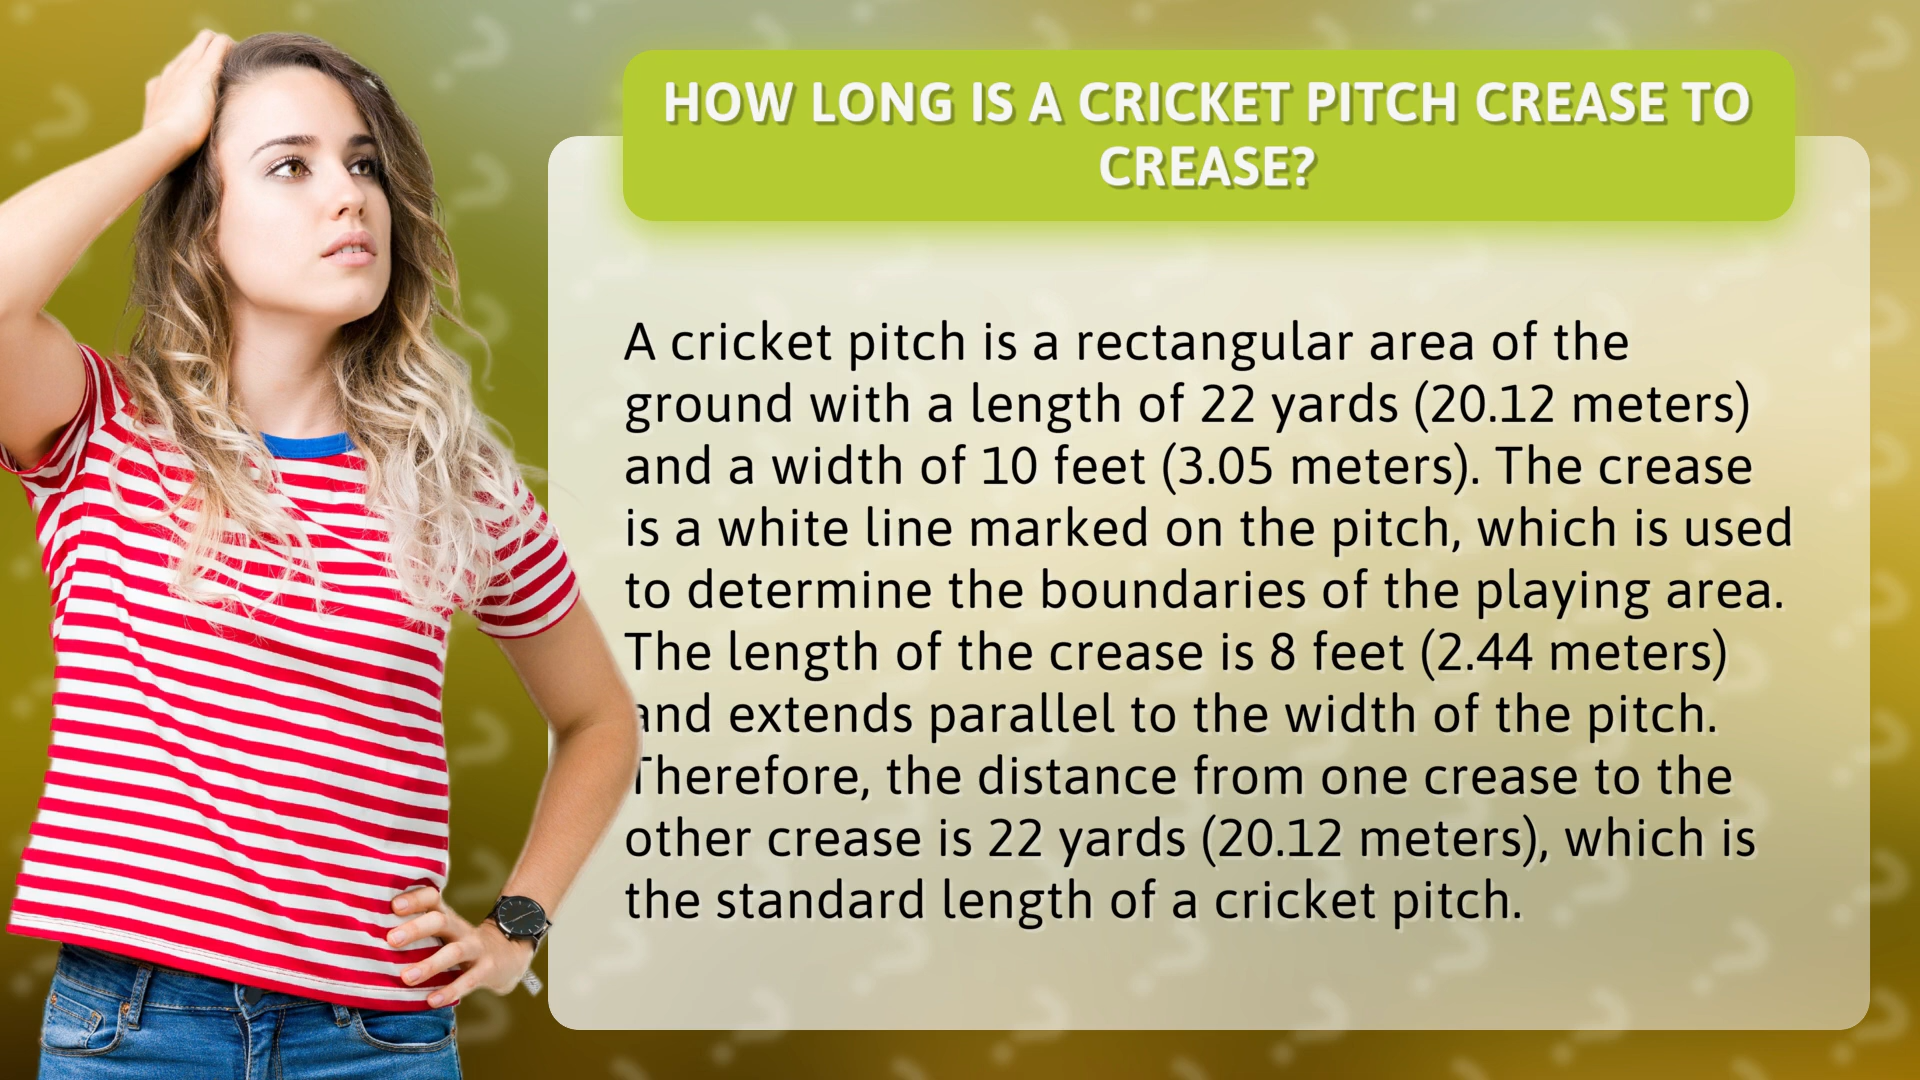 HOW LONG IS A CRICKET PITCH CREASE TO
CREASE?
A cricket pitch is a rectangular area of the
ground with a length of 22 yards (20.12 meters)
and a width of 10 feet (3.05 meters). The crease
is a white line marked on the pitch, which is used
to determine the boundaries of the playing area.
The length of the crease is 8 feet (2.44 meters)
and extends parallel to the width of the pitch.
Therefore, the distance from one crease to the
other crease is 22 yards (20.12 meters), which is
the standard length of a cricket pitch.